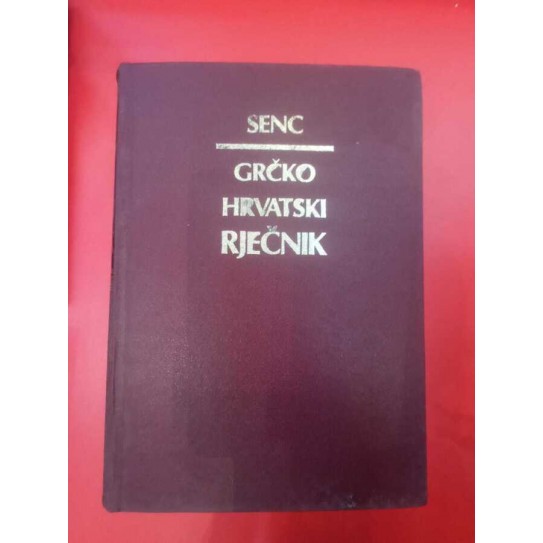 SENC
GRČKO
HRVATSKI
RJEČNIK